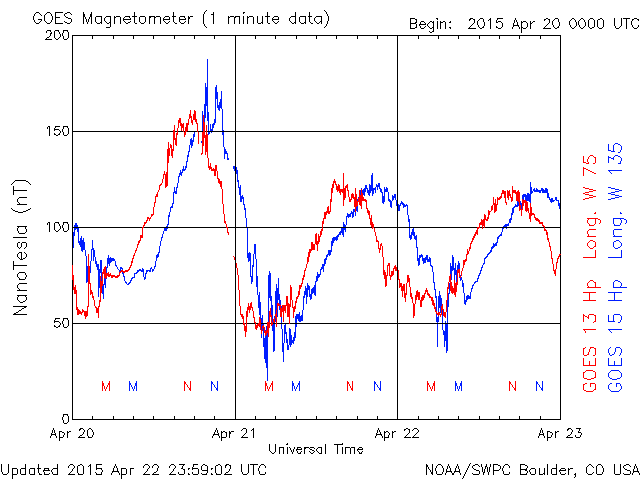 GOES Magnetometer (1 minute data)
Begin: 2015 Apr 20 0000 UTC
200
150
100
50
0
NanoTesla (nT)
M M N N M M N N M M N N
Apr 20 Apr 21 Apr 22 Apr 23
Universal Time
GOES 13 Hp Long. W 75
GOES 15 Hp Long. W 135
Updated 2015 Apr 22 23:59:02 UTC
NOAA/SWPC Boulder, CO USA